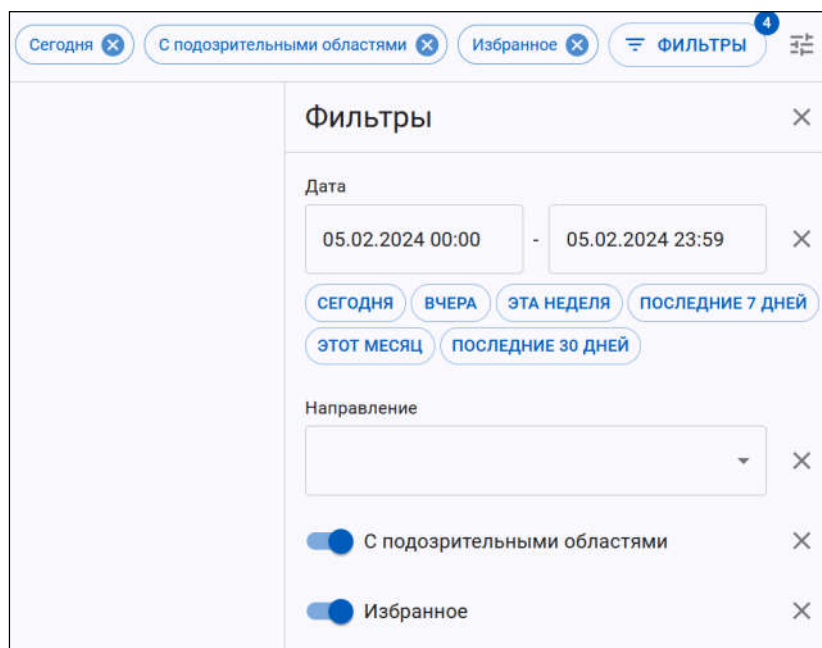 4
Сегодня С подозрительными областями Избранное ФИЛЬТРЫ
Фильтры
Дата
05.02.2024 00:00 - 05.02.2024 23:59
СЕГОДНЯ ВЧЕРА ЭТА НЕДЕЛЯ ПОСЛЕДНИЕ 7 ДНЕЙ
ЭТОТ МЕСЯЦ ПОСЛЕДНИЕ 30 ДНЕЙ
Направление
С подозрительными областями
Избранное